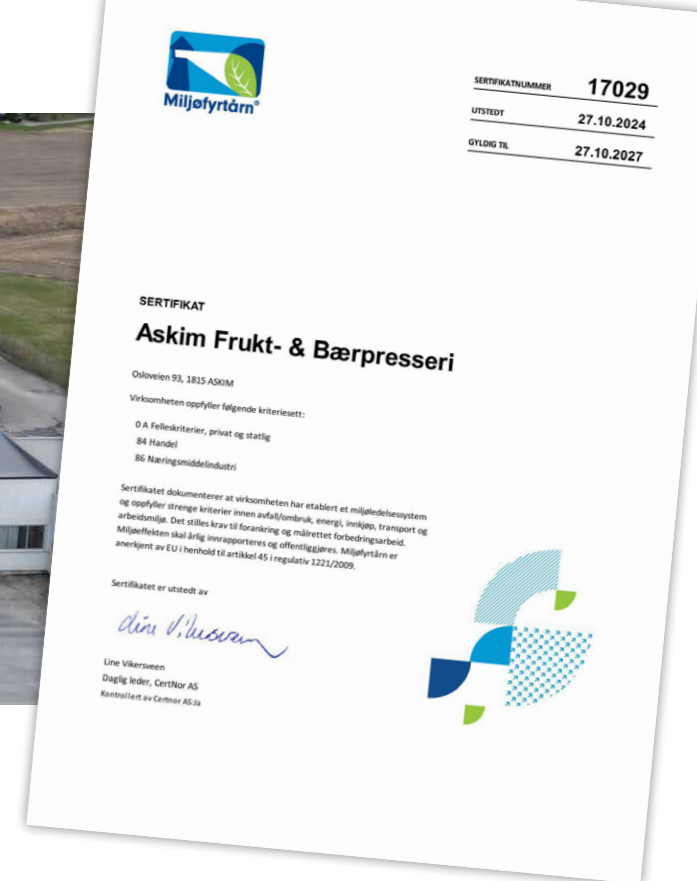 Miljøfyrtårn®
SERTIFIKATNUMMER 17029
UTSTEDT 27.10.2024
GYLDIG TIL 27.10.2027
SERTIFIKAT
Askim Frukt- & Bærpresseri
Osloveien 93, 1815 ASKIM
Virksomheten oppfyller følgende kriteriesett:
0 A Felleskriterier, privat og statlig
84 Handel
86 Næringsmiddelindustri
Sertifikatet dokumenterer at virksomheten har etablert et miljøledelsessystem
og oppfyller strenge kriterier innen avfall/ombruk, energi, innkjøp, transport og
arbeidsmiljø. Det stilles krav til forankring og målrettet forbedringsarbeid.
Miljøeffekten skal årlig innrapporteres og offentliggjøres. Miljøfyrtårn er
anerkjent av EU i henhold til artikkel 45 i regulativ 1221/2009.
Sertifikatet er utstedt av
Line Vikersveen
Line Vikersveen
Daglig leder, CertNor AS
Kontrollert av Certnor AS:Ja